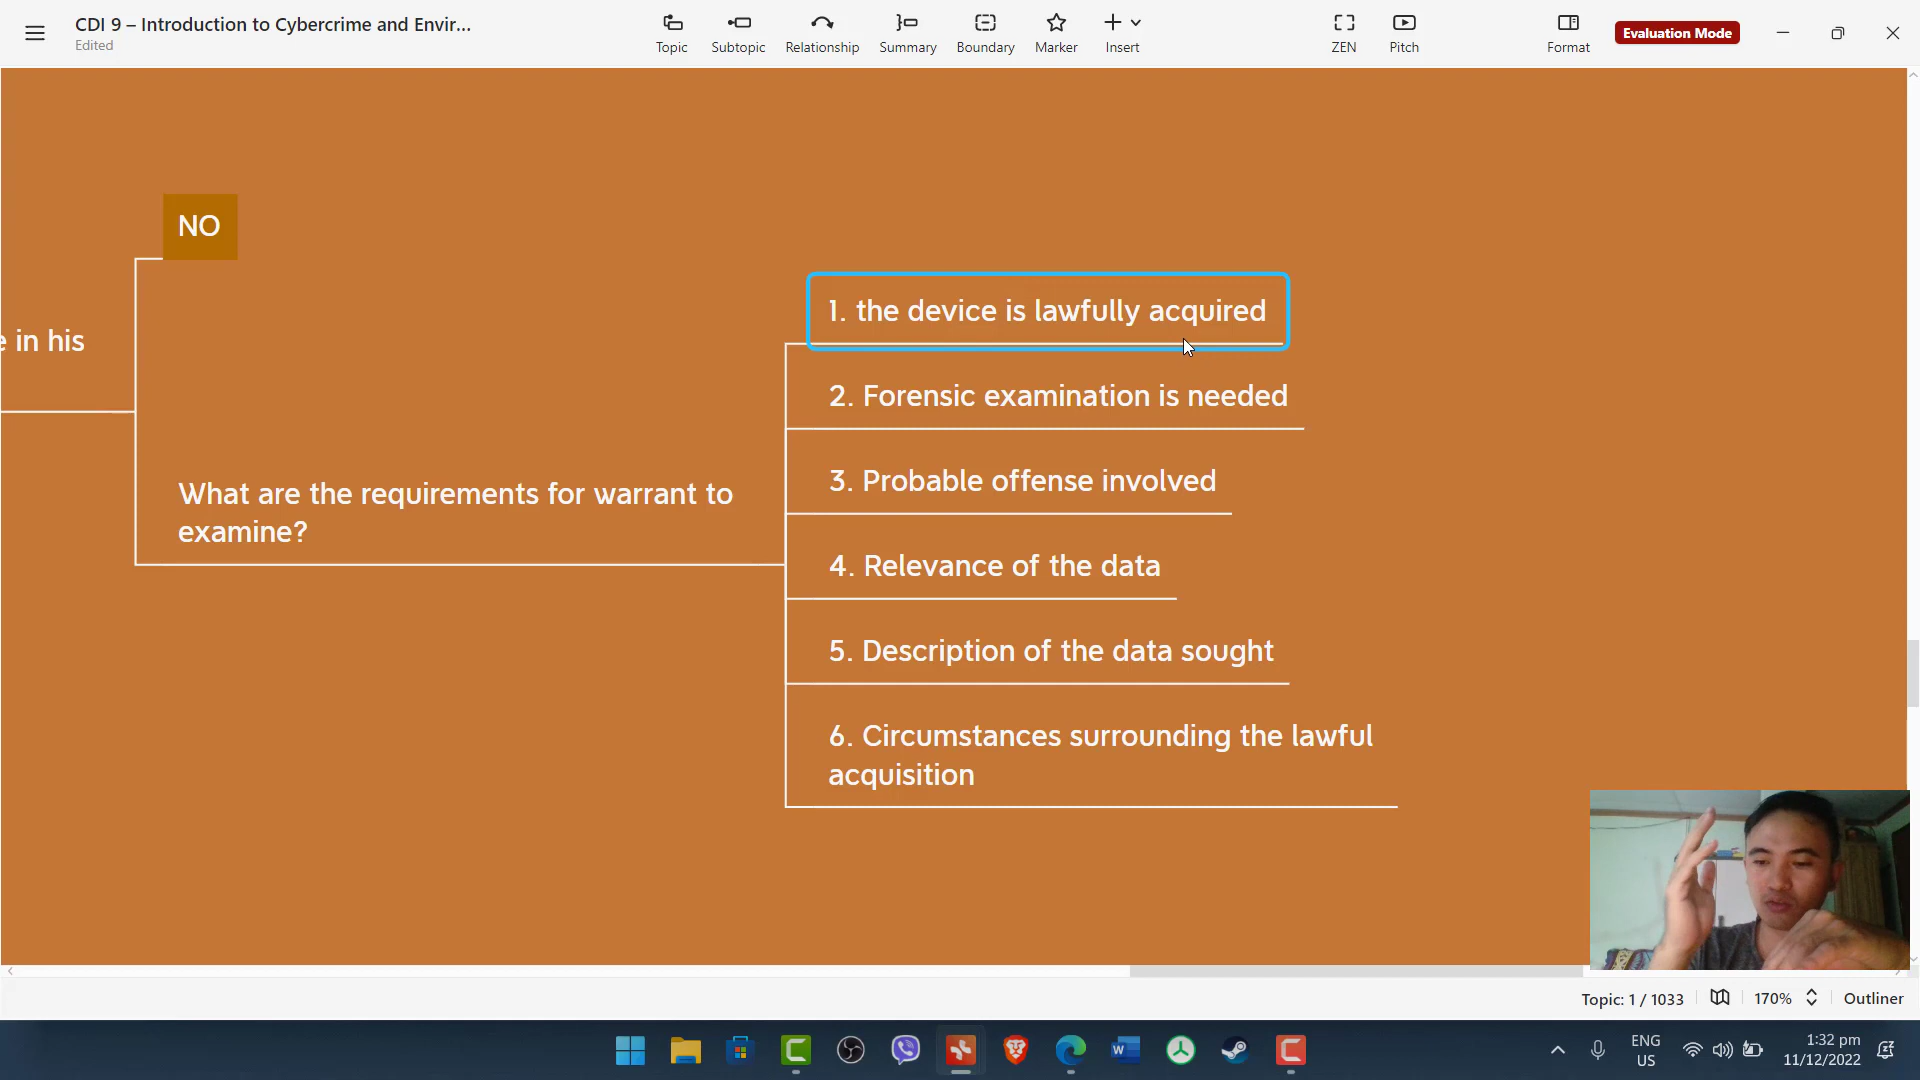 CDI 9 – Introduction to Cybercrime and Envir...
Edited
Topic
Subtopic
Relationship
Summary
Boundary
Marker
Insert
ZEN
Pitch
Format
Evaluation Mode
NO
e in his
What are the requirements for warrant to
examine?
1. the device is lawfully acquired
2. Forensic examination is needed
3. Probable offense involved
4. Relevance of the data
5. Description of the data sought
6. Circumstances surrounding the lawful
acquisition
Topic: 1 / 1033
170%
Outliner
ENG
US
1:32 pm
11/12/2022